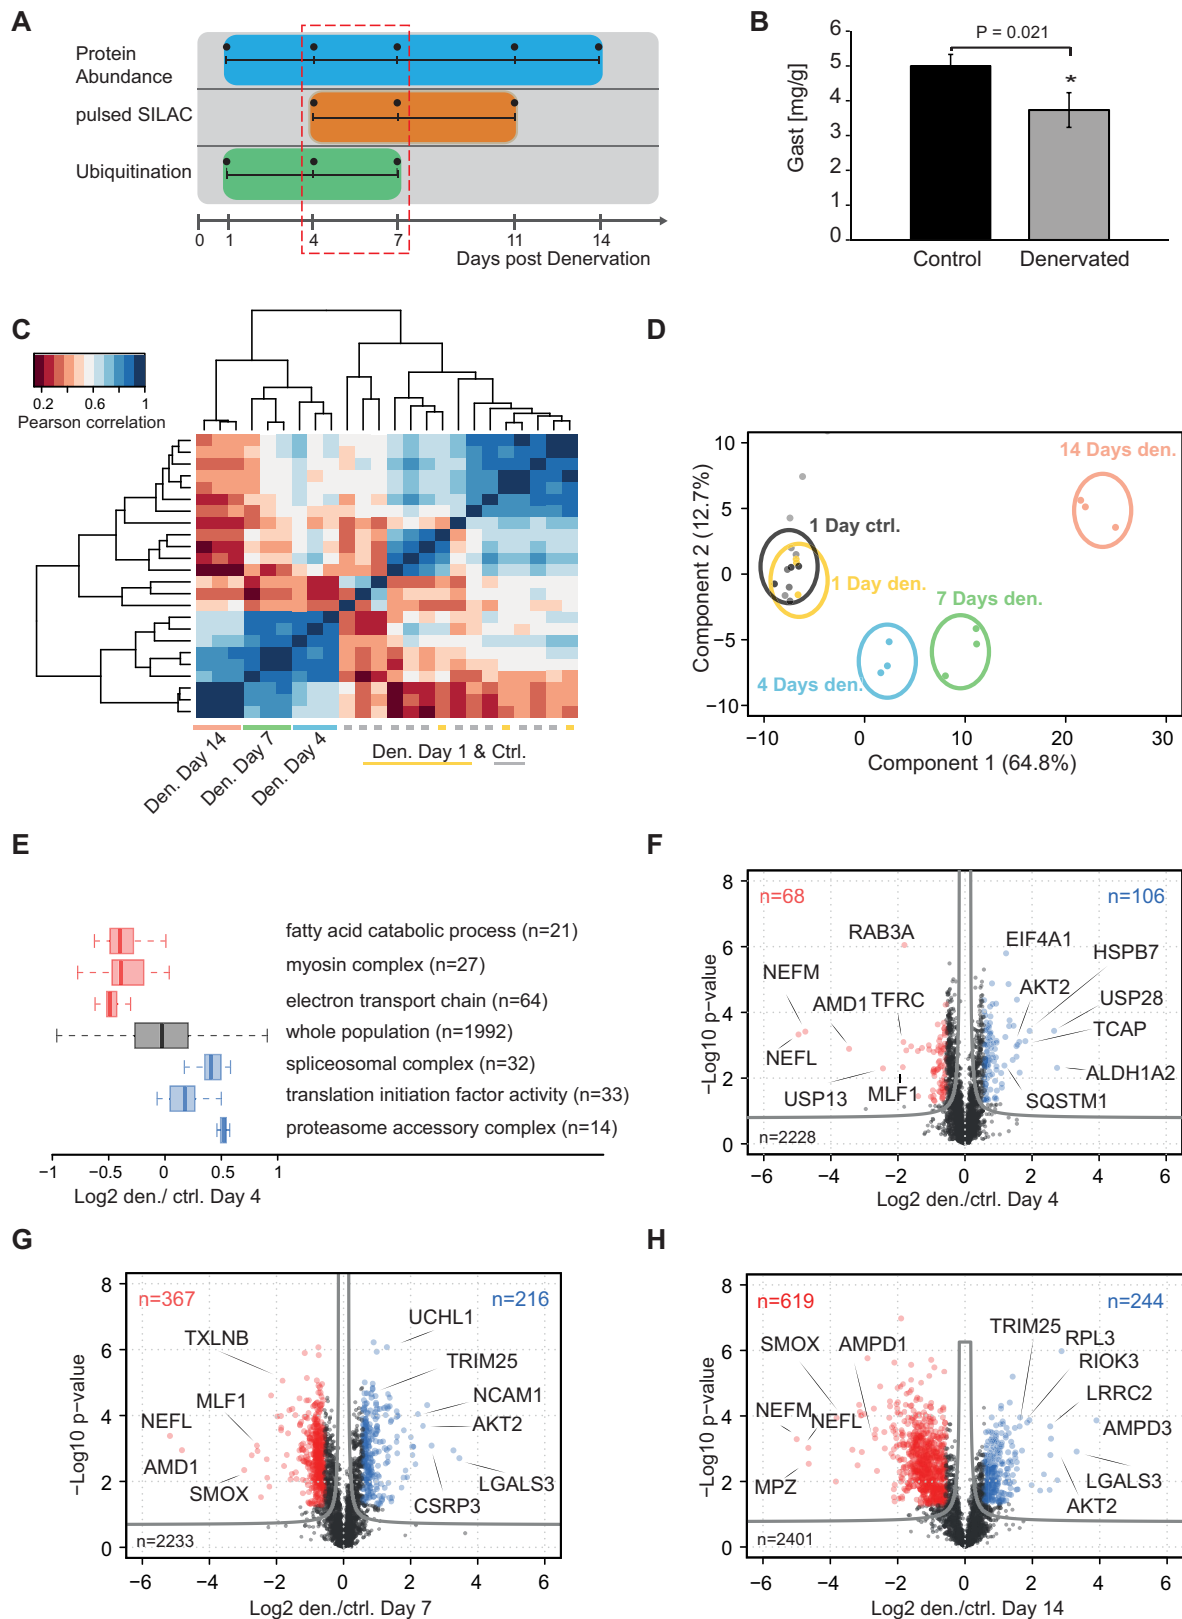 A
Protein
Abundance
pulsed SILAC
Ubiquitination
0 1 4 7 11 14
Days post Denervation
B
P = 0.021
*
Gast [mg/g]
6
5
4
3
2
1
0
Control Denervated
C
0.2 0.6 1
Pearson correlation
Den. Day 14
Den. Day 7
Den. Day 4
Den. Day 1 & Ctrl.
D
Component 2 (12.7%)
10
5
0
−5
−10
14 Days den.
1 Day ctrl.
1 Day den.
7 Days den.
4 Days den.
−10 0 10 20 30
Component 1 (64.8%)
E
fatty acid catabolic process (n=21)
myosin complex (n=27)
electron transport chain (n=64)
whole population (n=1992)
spliceosomal complex (n=32)
translation initiation factor activity (n=33)
proteasome accessory complex (n=14)
−1 −0.5 0 0.5 1
Log2 den./ ctrl. Day 4
F
−Log10 p−value
8
6
4
2
0
n=68
n=106
RAB3A
EIF4A1
HSPB7
NEFM
AMD1
TFRC
AKT2
USP28
TCAP
NEFL
USP13
MLF1
SQSTM1
ALDH1A2
n=2228
−6 −4 −2 0 2 4 6
Log2 den./ctrl. Day 4
G
−Log10 p−value
8
6
4
2
0
n=367
n=216
UCHL1
TXLNB
TRIM25
MLF1
NCAM1
NEFL
AKT2
AMD1
SMOX
CSRP3
LGALS3
n=2233
−6 −4 −2 0 2 4 6
Log2 den./ctrl. Day 7
H
−Log10 p−value
8
6
4
2
0
n=619
n=244
SMOX
AMPD1
TRIM25
RPL3
RIOK3
LRRC2
NEFM
NEFL
AMPD3
MPZ
LGALS3
AKT2
n=2401
−6 −4 −2 0 2 4 6
Log2 den./ctrl. Day 14